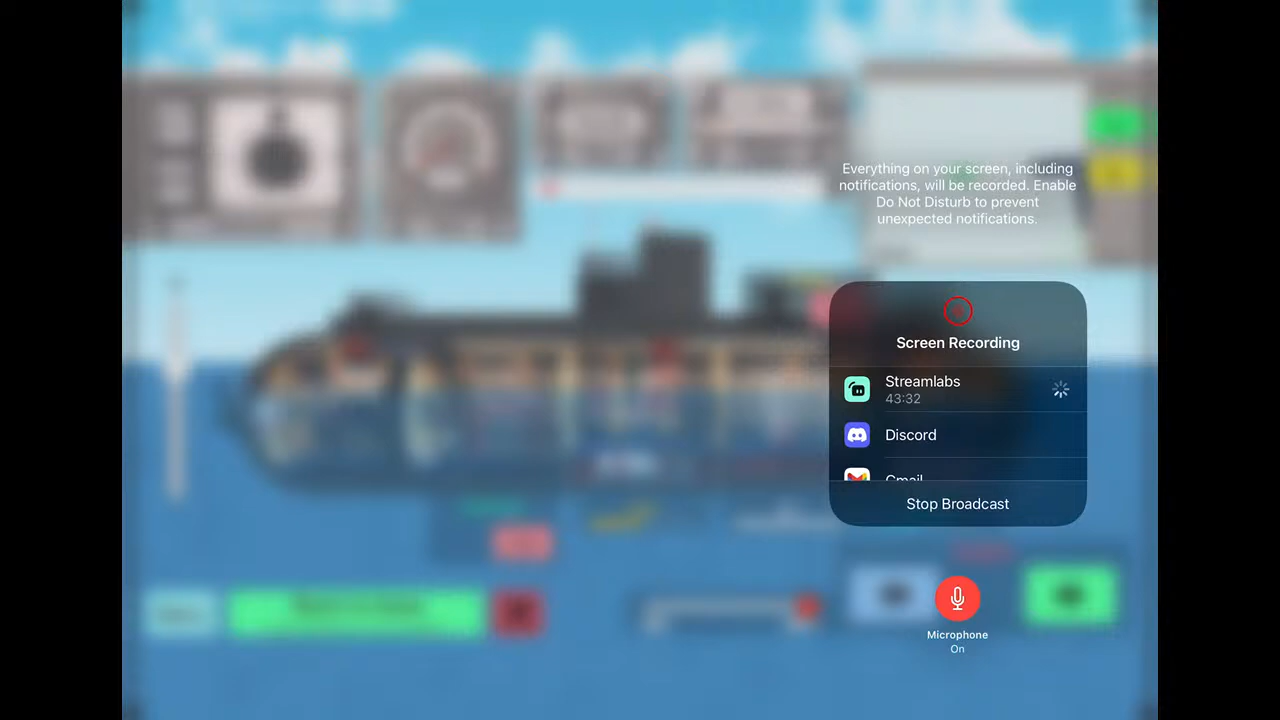 Everything on your screen, including
notifications, will be recorded. Enable
Do Not Disturb to prevent
unexpected notifications.
Screen Recording
Streamlabs
43:32
Discord
Gmail
Stop Broadcast
Microphone
On